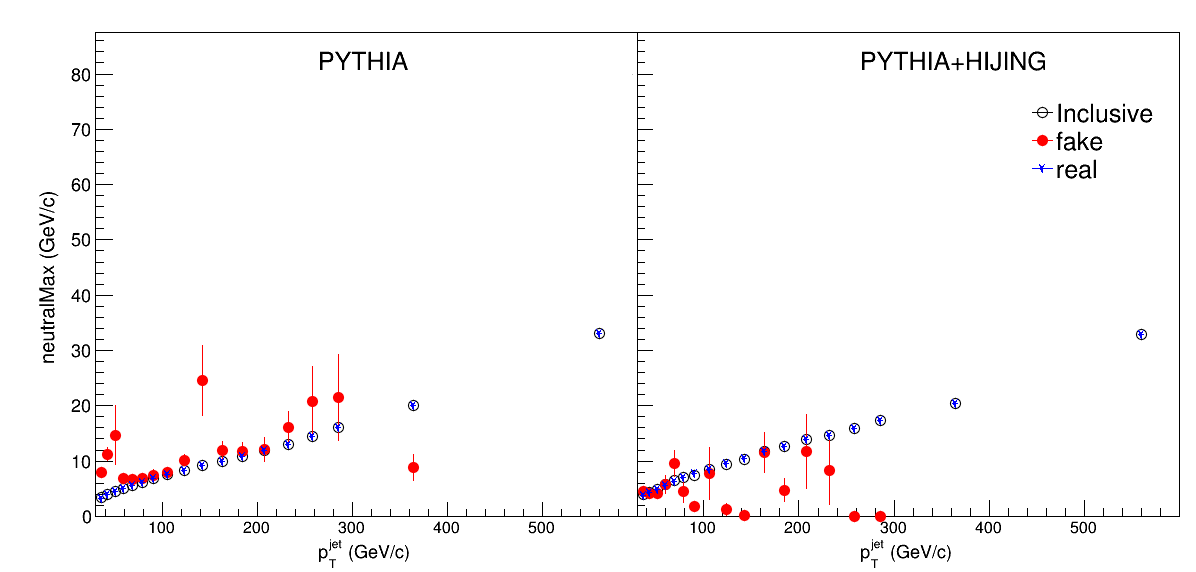 PYTHIA
PYTHIA+HIJING
Inclusive
fake
real
neutralMax (GeV/c)
80
70
60
50
40
30
20
10
0
100 200 300 400 500
100 200 300 400 500
p_T^jet (GeV/c)
p_T^jet (GeV/c)